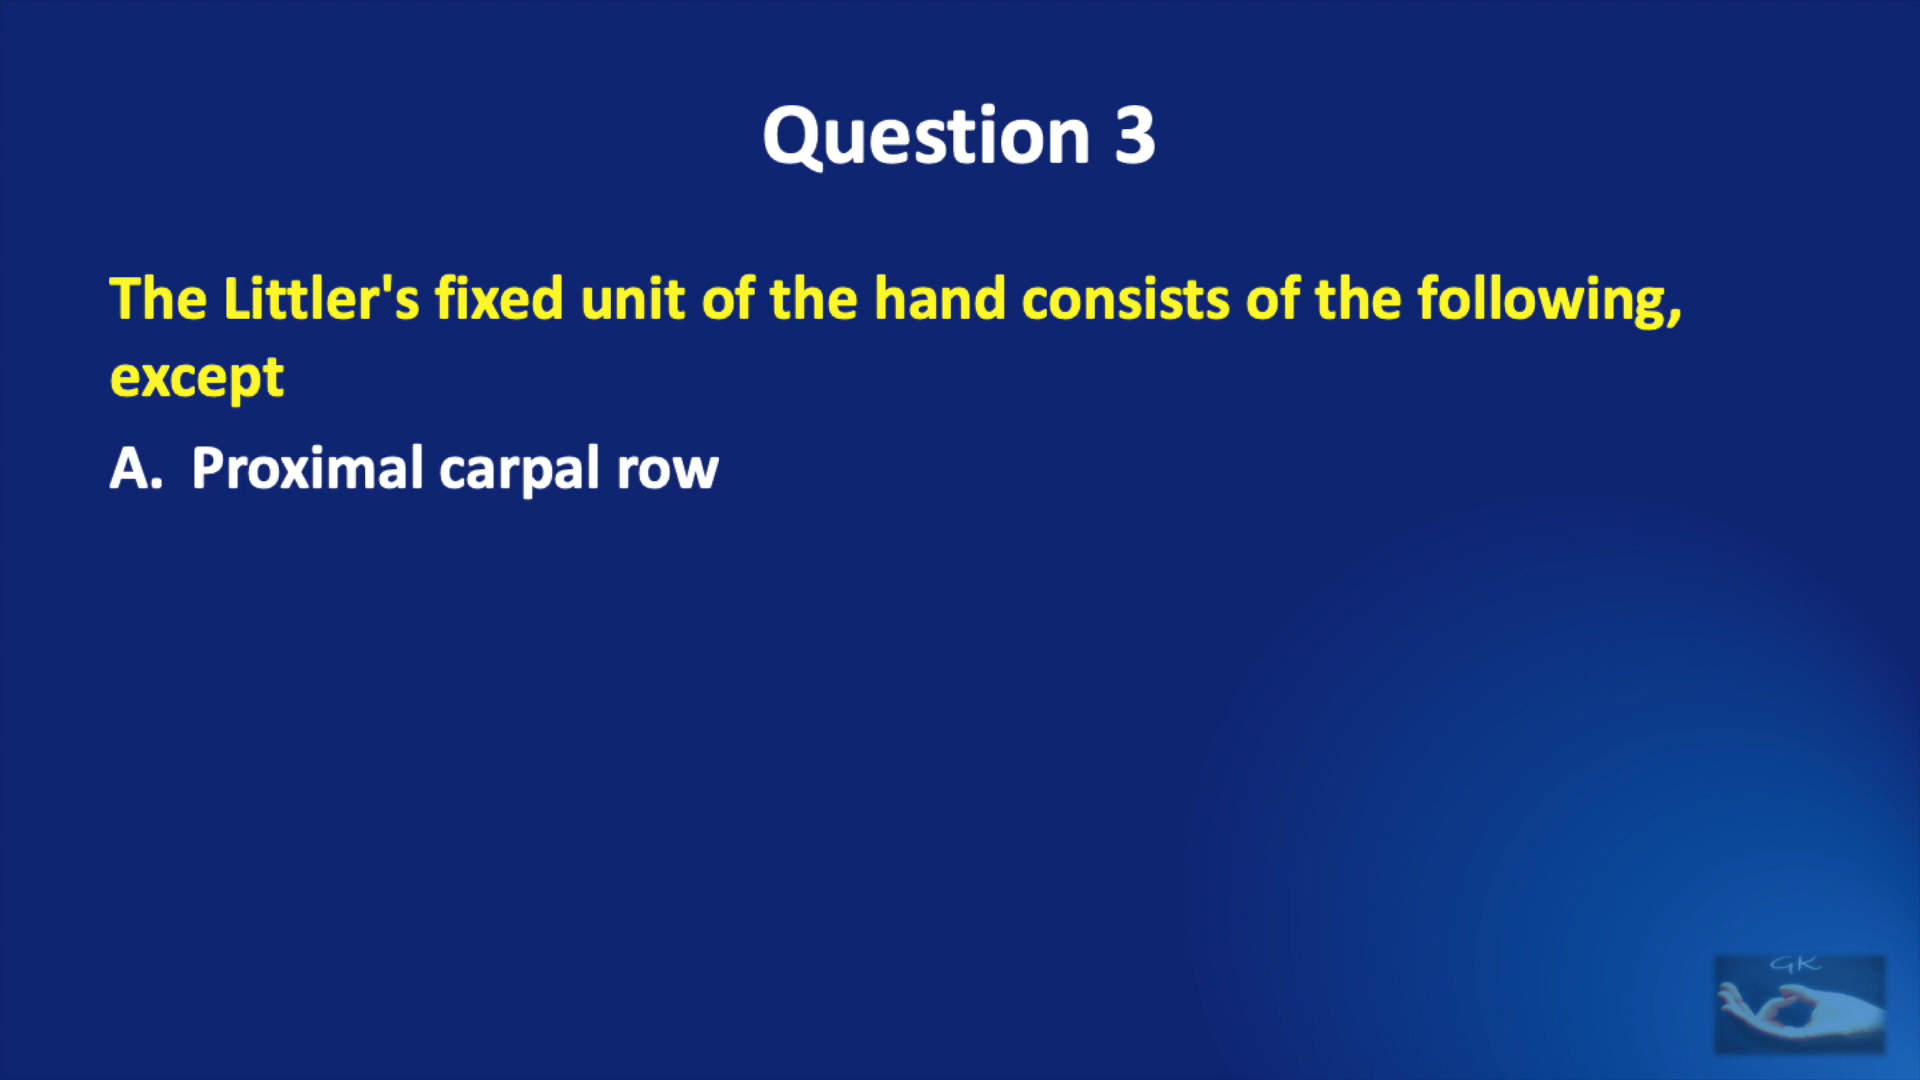 Question 3
The Littler's fixed unit of the hand consists of the following,
except
A. Proximal carpal row
GK